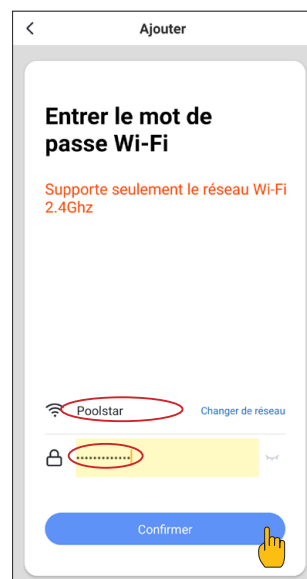 Ajouter
Entrer le mot de
passe Wi-Fi
Supporte seulement le réseau Wi-Fi
2.4Ghz
Poolstar Changer de réseau
•••••••••••••
Confirmer